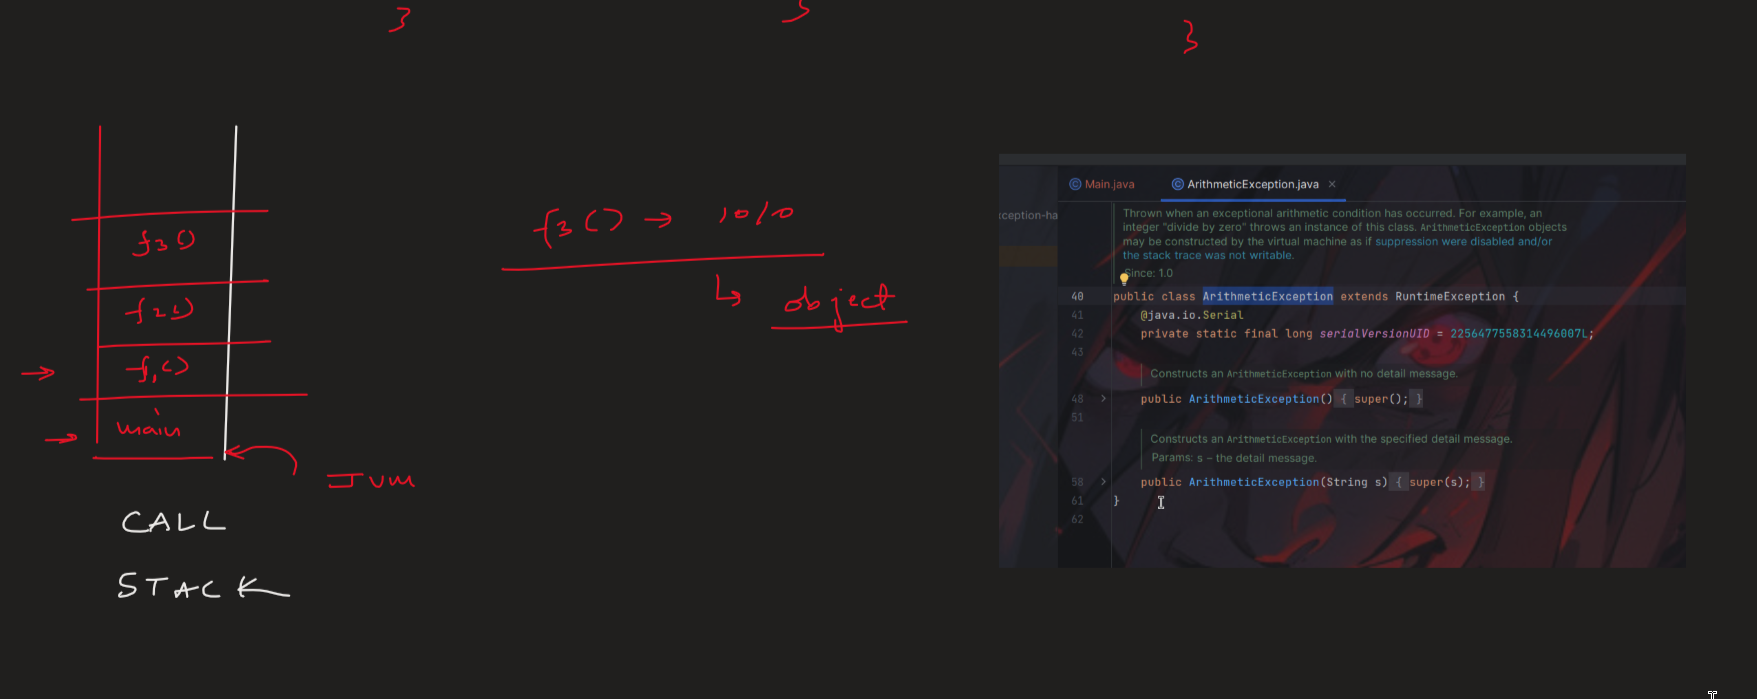 3
3
3
f3()
f2()
f1()
main
JVM
CALL
STACK
f3() → 10/0
↳ object
Main.java
ArithmeticException.java ×
xception-ha
Thrown when an exceptional arithmetic condition has occurred. For example, an
integer "divide by zero" throws an instance of this class. ArithmeticException objects
may be constructed by the virtual machine as if suppression were disabled and/or
the stack trace was not writable.
Since: 1.0
40 public class ArithmeticException extends RuntimeException {
41 @java.io.Serial
42 private static final long serialVersionUID = 2256477558314496007L;
43
Constructs an ArithmeticException with no detail message.
48 public ArithmeticException() { super(); }
51
Constructs an ArithmeticException with the specified detail message.
Params: s – the detail message.
58 public ArithmeticException(String s) { super(s); }
61 }
62